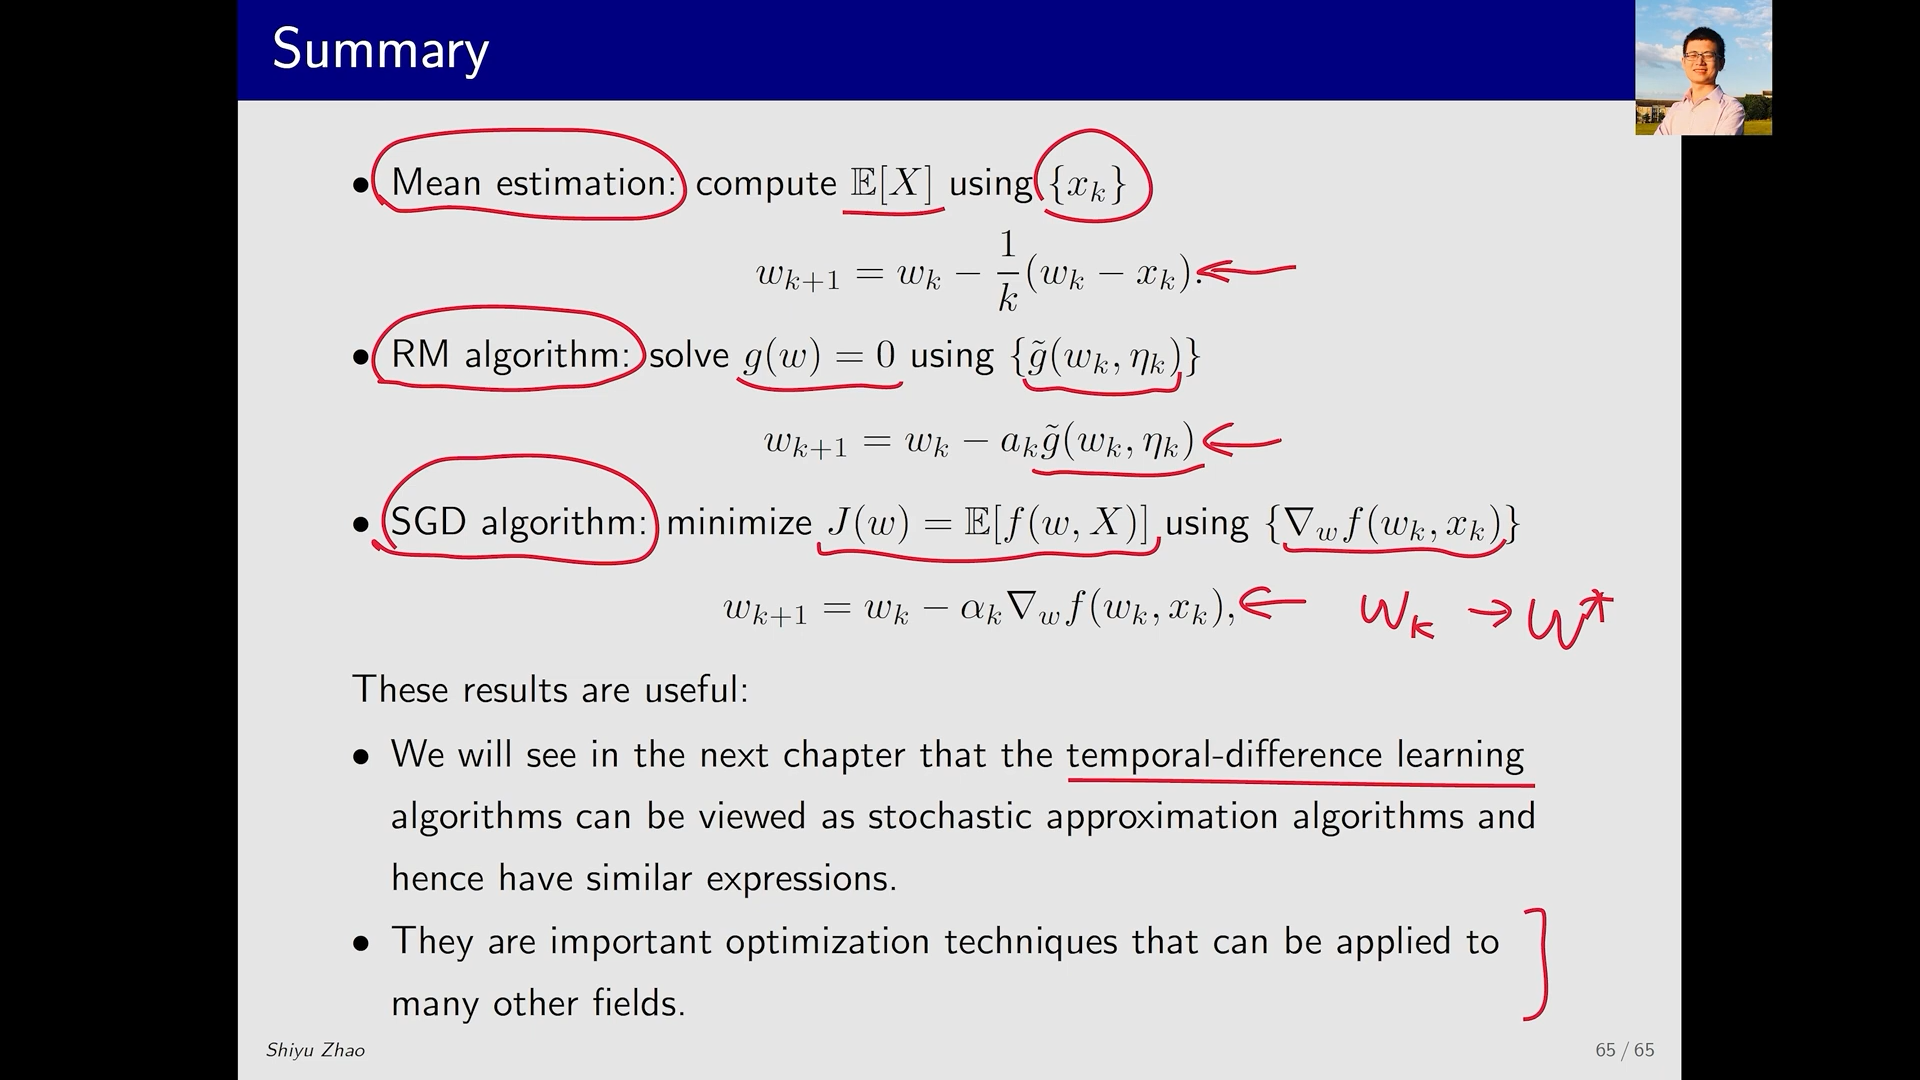 Summary
• Mean estimation: compute 𝔼[X] using {x_k}
w_{k+1} = w_k − \frac{1}{k}(w_k − x_k).
• RM algorithm: solve g(w) = 0 using {g̃(w_k, η_k)}
w_{k+1} = w_k − a_k g̃(w_k, η_k)
• SGD algorithm: minimize J(w) = 𝔼[f(w, X)] using {∇_w f(w_k, x_k)}
w_{k+1} = w_k − α_k ∇_w f(w_k, x_k), w_k → w*
These results are useful:
• We will see in the next chapter that the temporal-difference learning
algorithms can be viewed as stochastic approximation algorithms and
hence have similar expressions.
• They are important optimization techniques that can be applied to
many other fields.
Shiyu Zhao 65 / 65